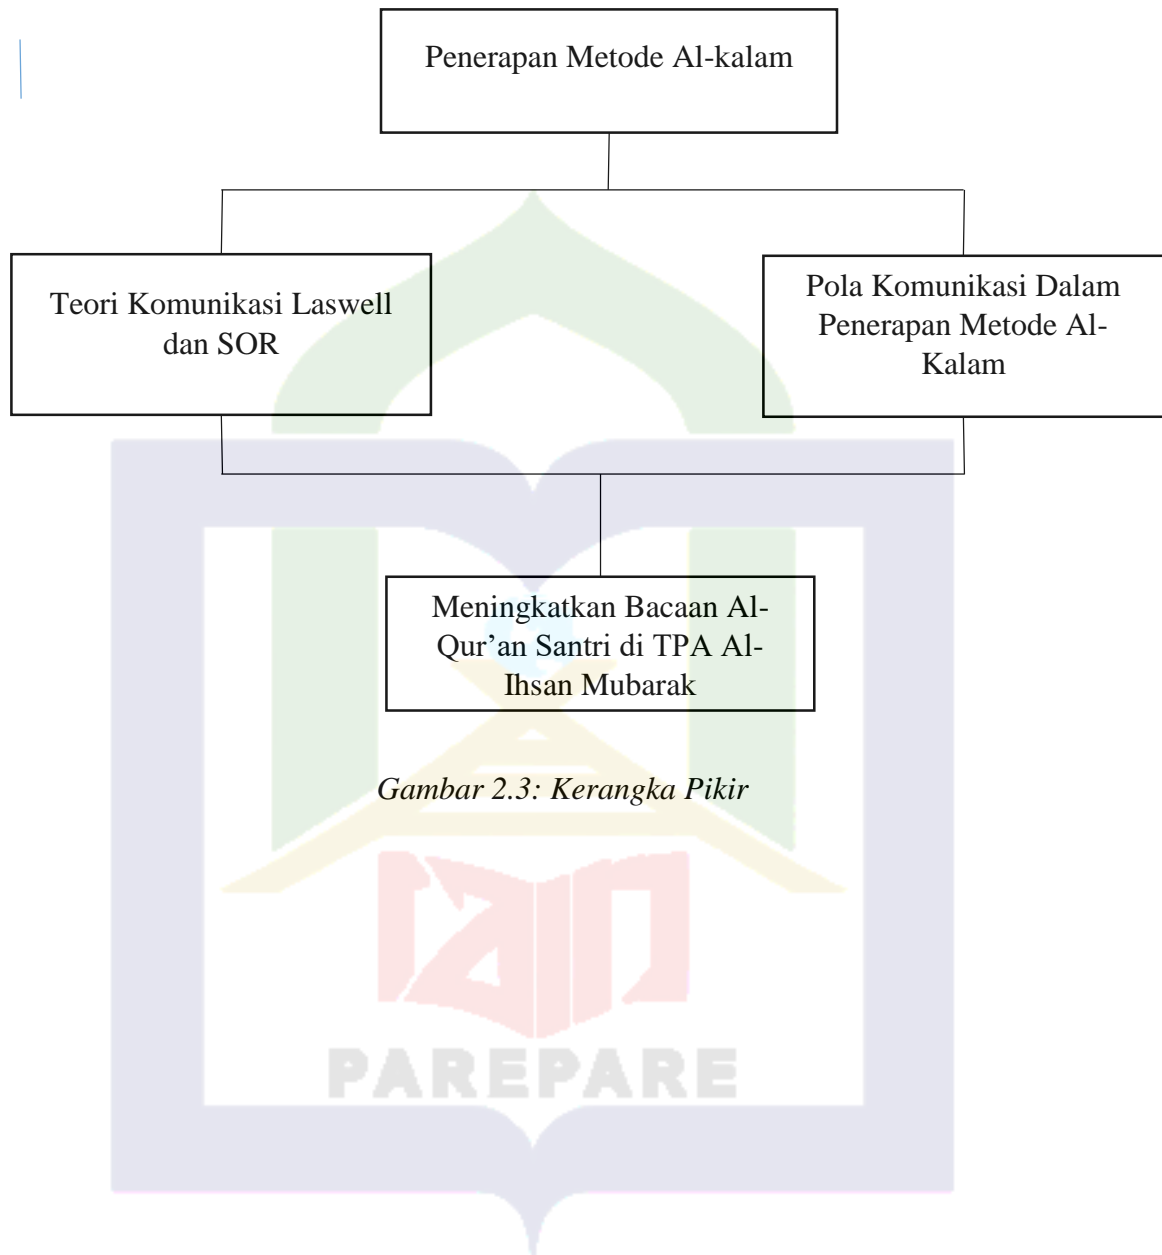 Penerapan Metode Al-kalam
Teori Komunikasi Laswell
dan SOR
Pola Komunikasi Dalam
Penerapan Metode Al-
Kalam
Meningkatkan Bacaan Al-
Qur’an Santri di TPA Al-
Ihsan Mubarak
Gambar 2.3: Kerangka Pikir
iain
PAREPARE